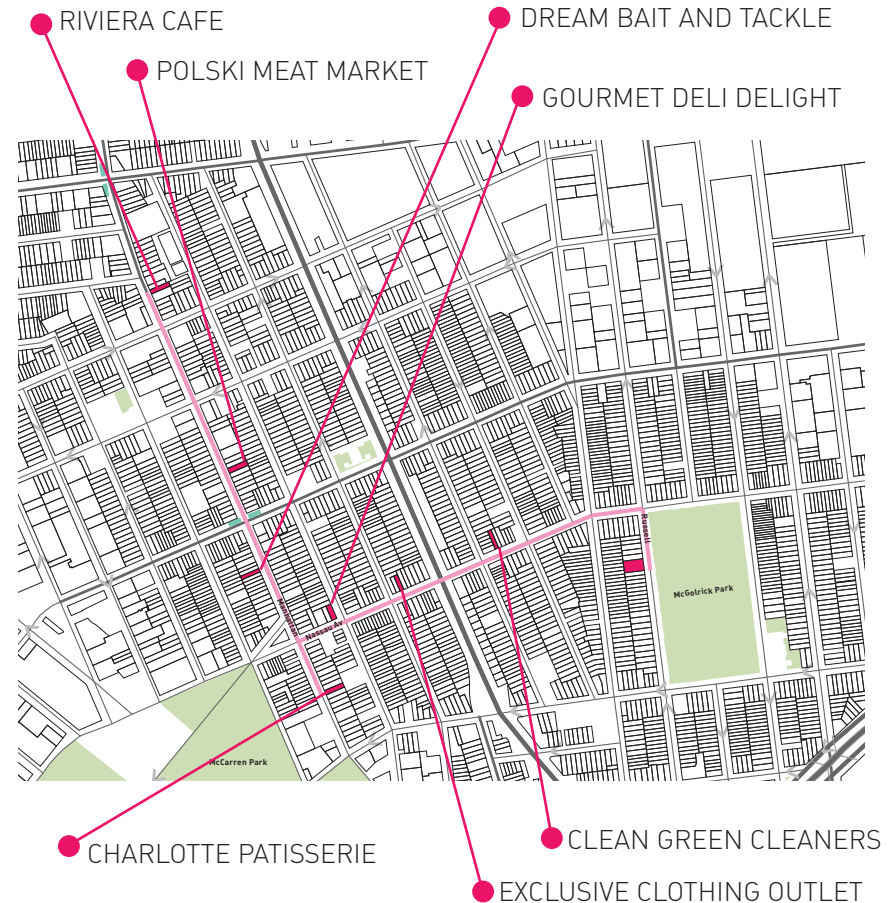 RIVIERA CAFE
DREAM BAIT AND TACKLE
POLSKI MEAT MARKET
GOURMET DELI DELIGHT
Russell
McGolrick Park
Manhatten
Nassau Av
McCarren Park
CHARLOTTE PATISSERIE
CLEAN GREEN CLEANERS
EXCLUSIVE CLOTHING OUTLET